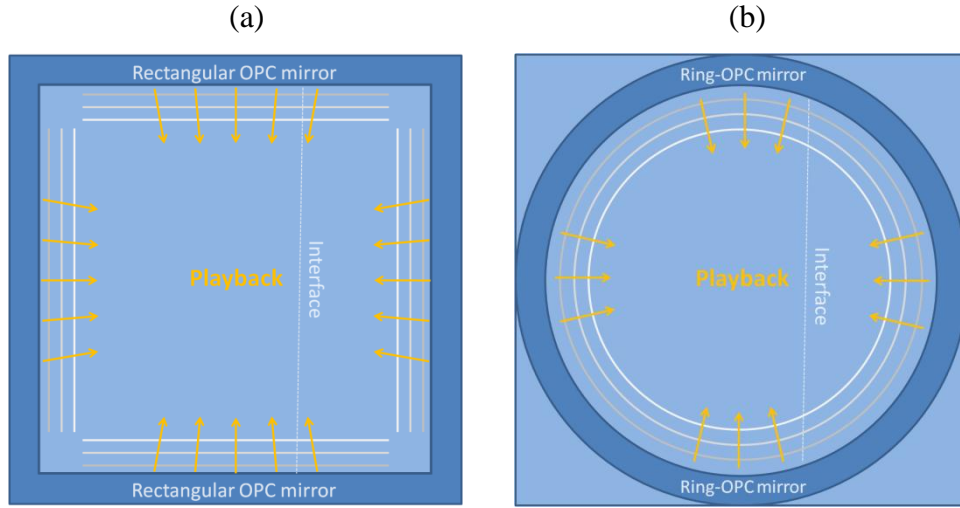 (a)
(b)
Rectangular OPC mirror
Playback
Interface
Rectangular OPC mirror
Ring-OPC mirror
Playback
Interface
Ring-OPC mirror